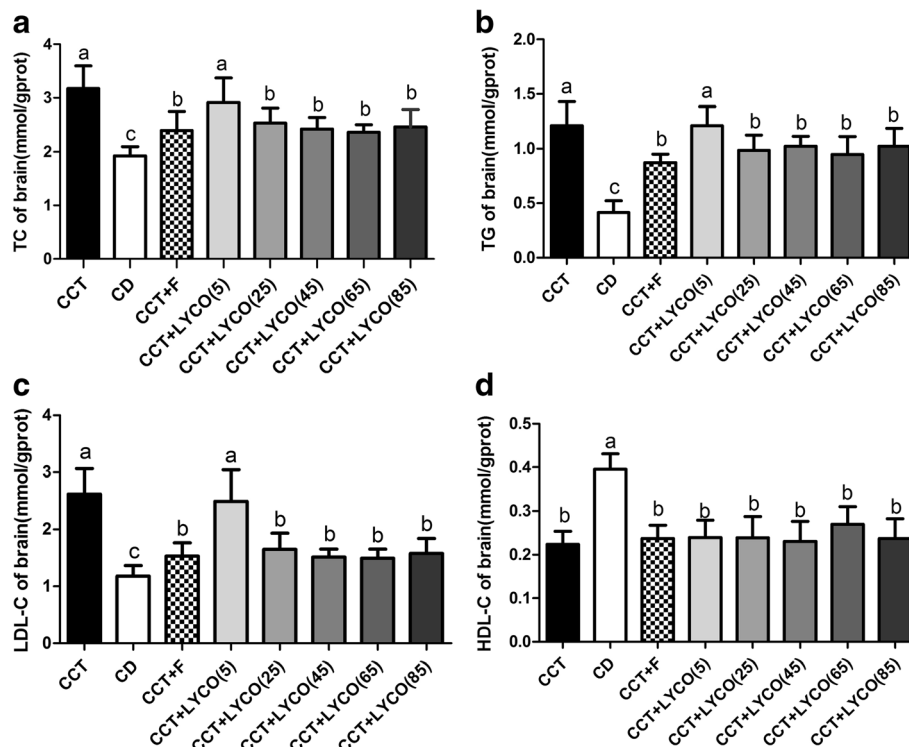 a
TC of brain(mmol/gprot)
4
3
2
1
0
a
c
b
a
b
b
b
b
CCT
CD
CCT+F
CCT+LYCO(5)
CCT+LYCO(25)
CCT+LYCO(45)
CCT+LYCO(65)
CCT+LYCO(85)
b
TG of brain(mmol/gprot)
2.0
1.5
1.0
0.5
0.0
a
c
b
a
b
b
b
b
CCT
CD
CCT+F
CCT+LYCO(5)
CCT+LYCO(25)
CCT+LYCO(45)
CCT+LYCO(65)
CCT+LYCO(85)
c
LDL-C of brain(mmol/gprot)
4
3
2
1
0
a
c
b
a
b
b
b
b
CCT
CD
CCT+F
CCT+LYCO(5)
CCT+LYCO(25)
CCT+LYCO(45)
CCT+LYCO(65)
CCT+LYCO(85)
d
HDL-C of brain(mmol/gprot)
0.5
0.4
0.3
0.2
0.1
0.0
b
a
b
b
b
b
b
b
CCT
CD
CCT+F
CCT+LYCO(5)
CCT+LYCO(25)
CCT+LYCO(45)
CCT+LYCO(65)
CCT+LYCO(85)